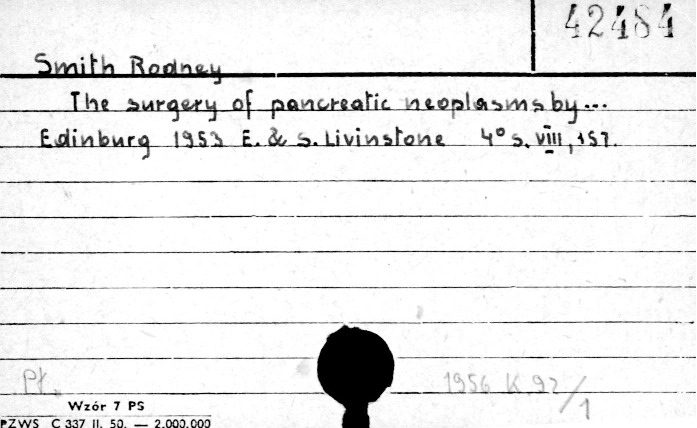 42484
Smith Rodney
The surgery of pancreatic neoplasms by...
Edinburg 1953 E. & S. Livinstone 4° s. VIII, 157.
Pł.
1956 K 92/1
Wzór 7 PS
PZWS C 337 II. 50. — 2.000.000